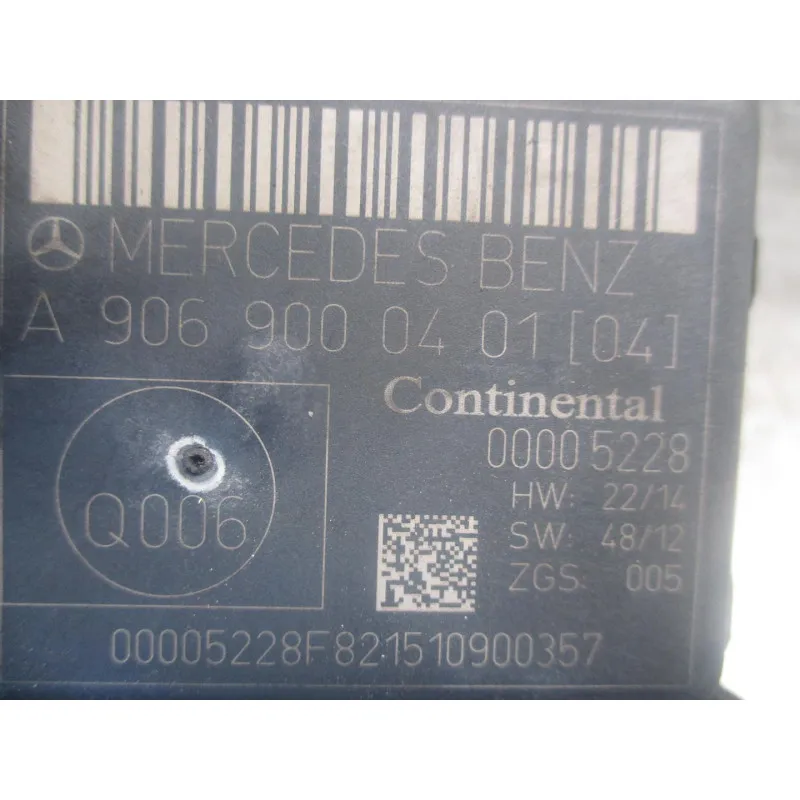 MERCEDES BENZ
A 906 900 04 01 [04]
Continental
00005228
Q006
HW: 22/14
SW: 48/12
ZGS: 005
00005228F821510900357